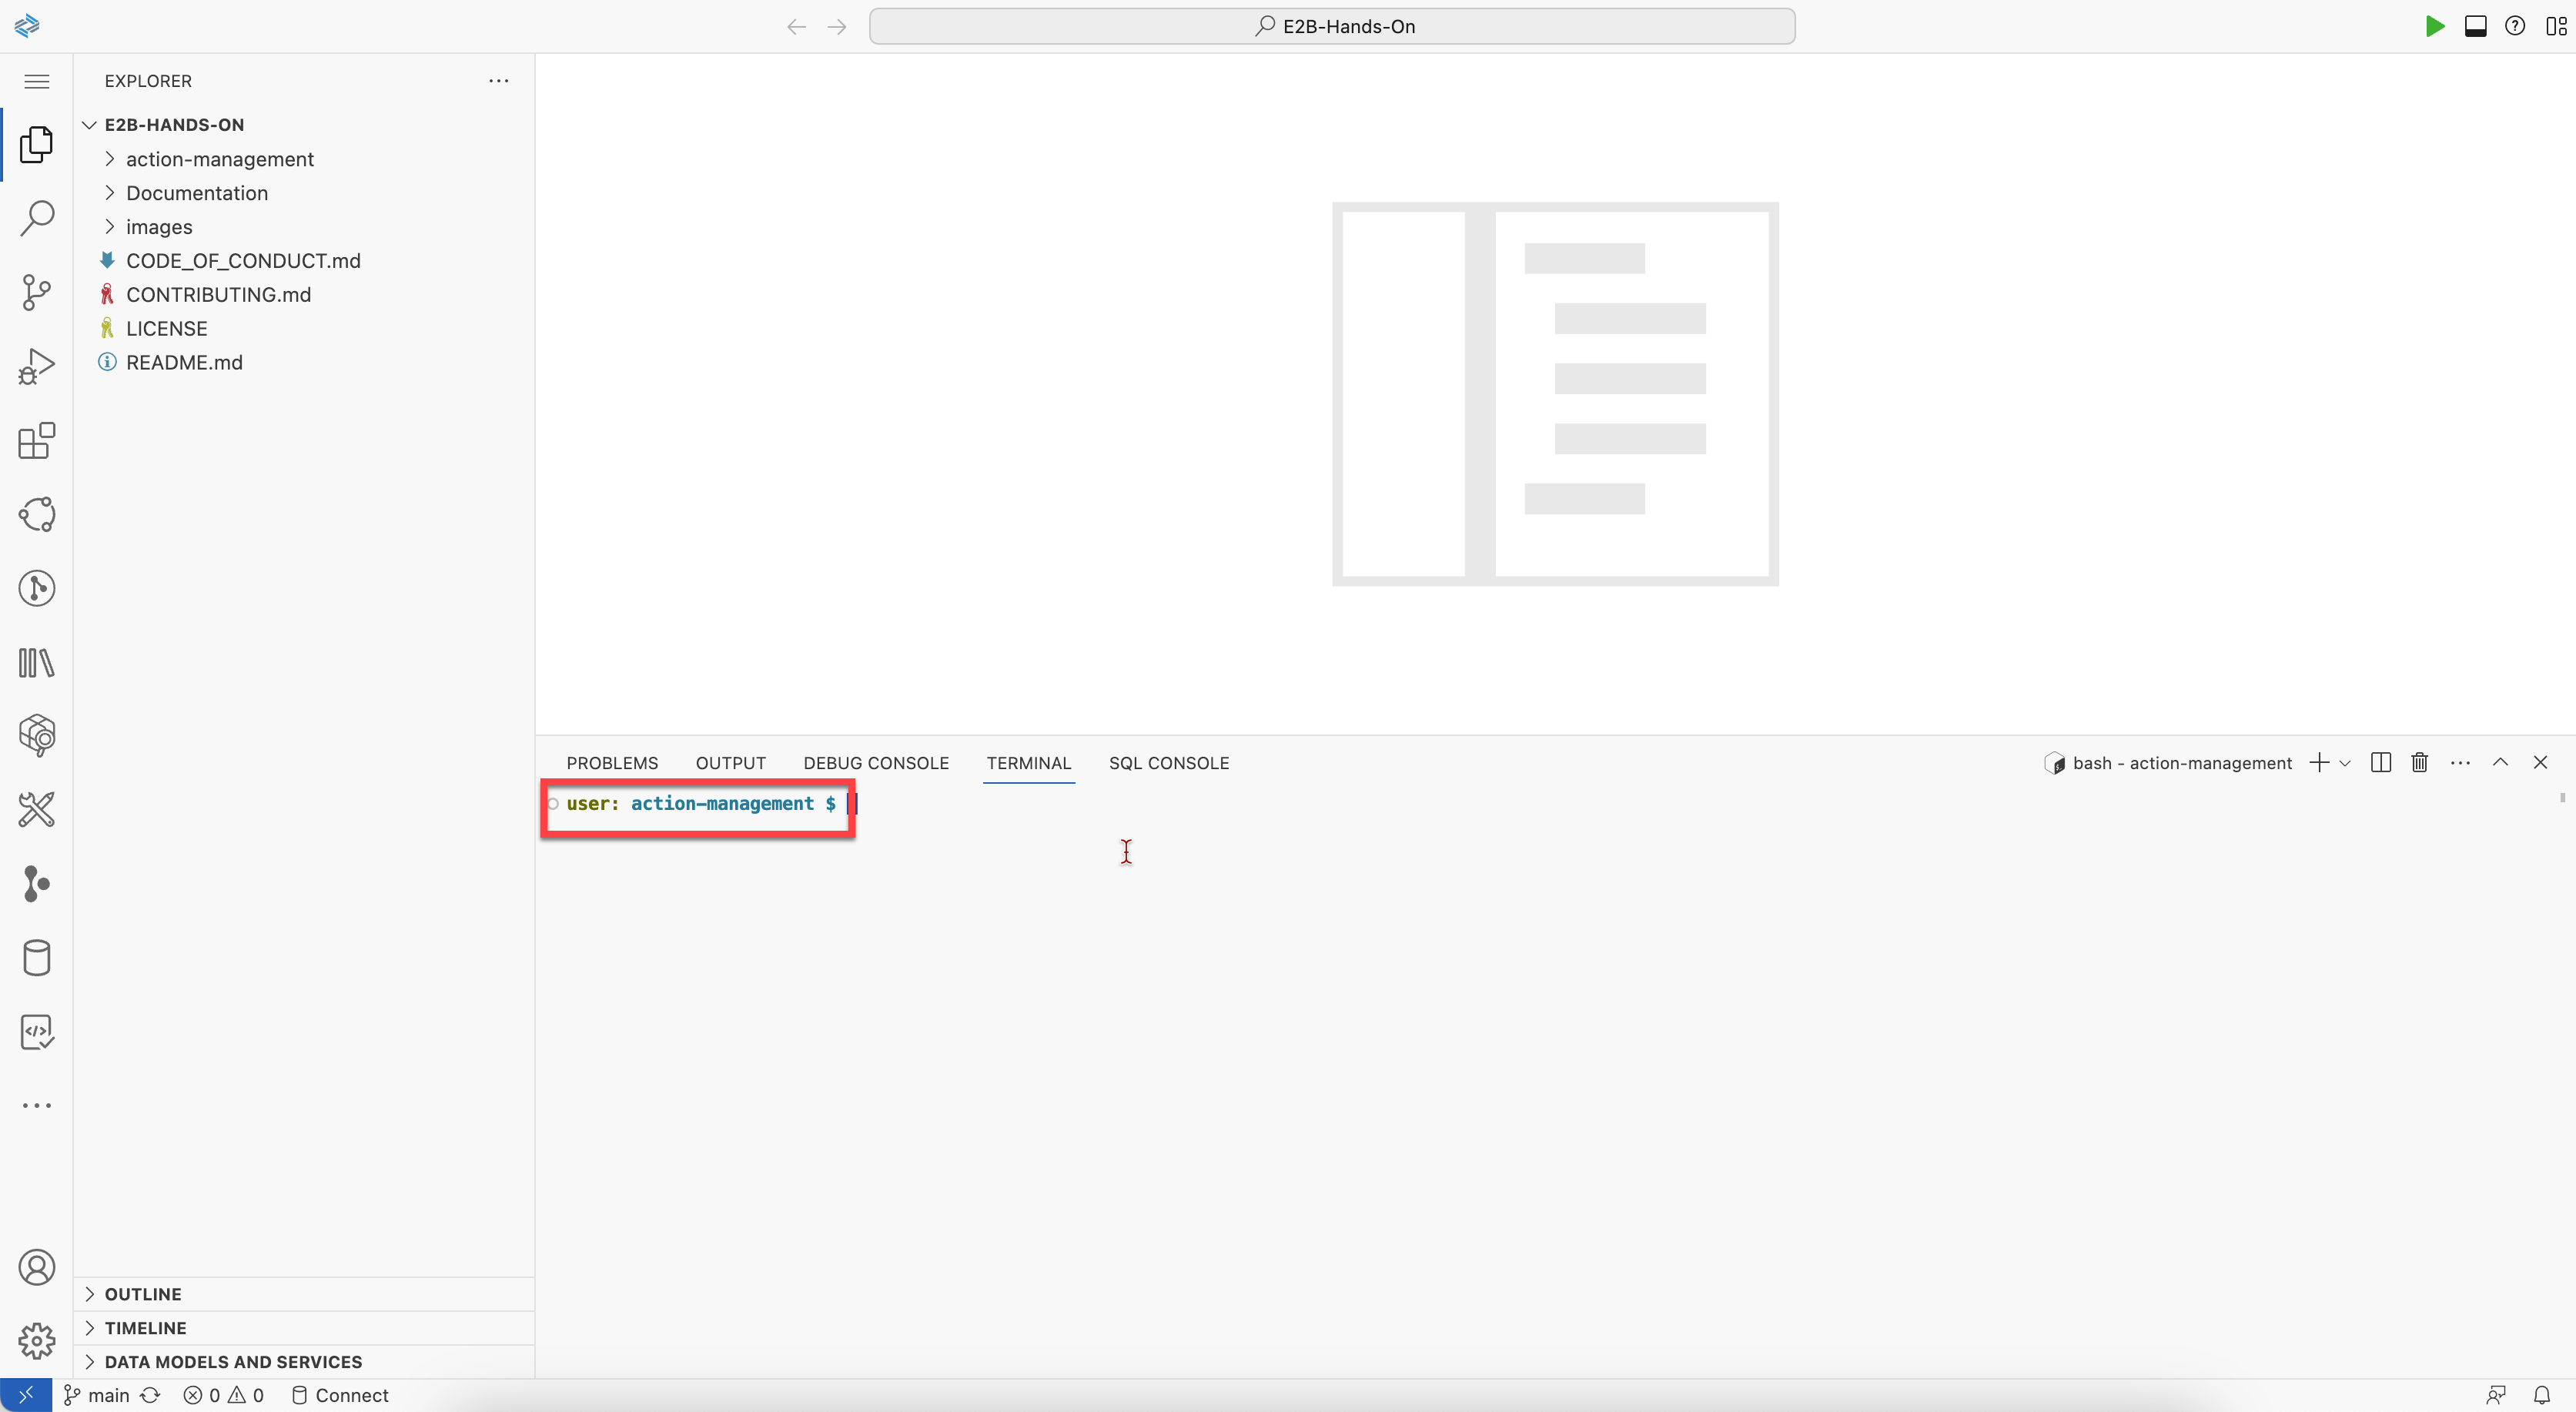 E2B-Hands-On
EXPLORER
E2B-HANDS-ON
action-management
Documentation
images
CODE_OF_CONDUCT.md
CONTRIBUTING.md
LICENSE
README.md
PROBLEMS OUTPUT DEBUG CONSOLE TERMINAL SQL CONSOLE
bash - action-management
user: action-management $
OUTLINE
TIMELINE
DATA MODELS AND SERVICES
main 0 0 Connect